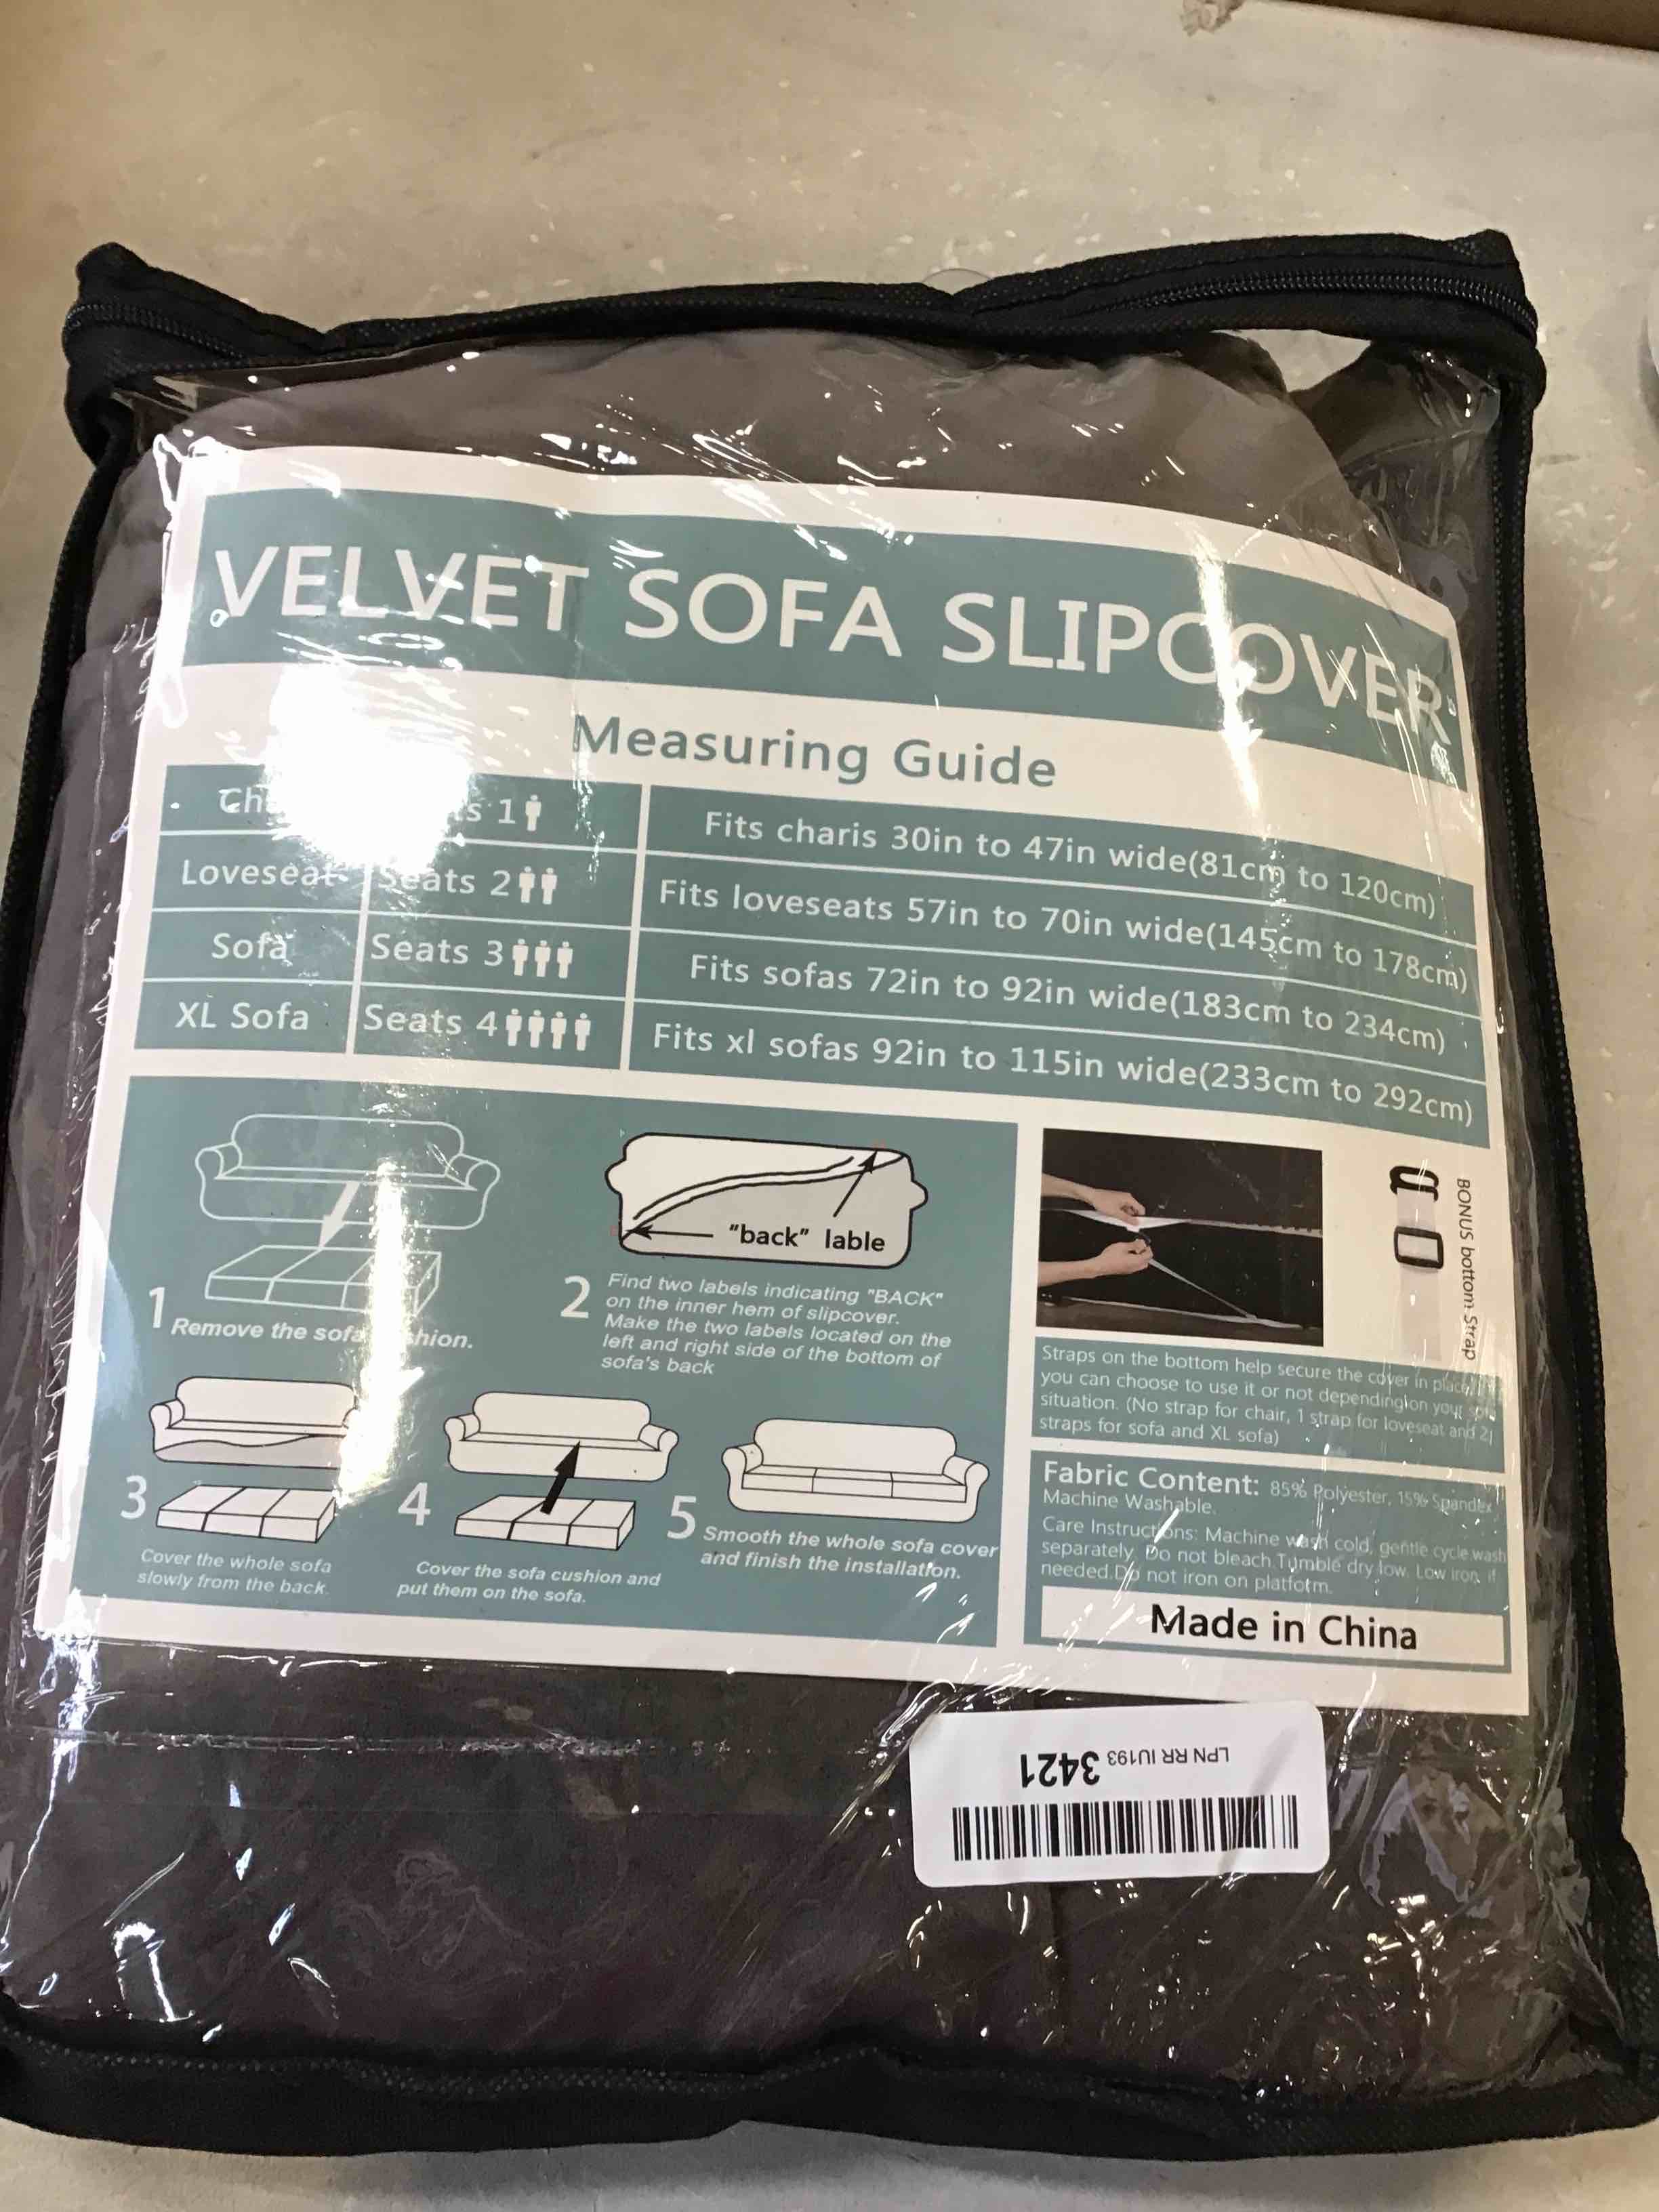 VELVET SOFA SLIPCOVER
Measuring Guide
Ch s 1 Fits charis 30in to 47in wide(81cm to 120cm)
Loveseat Seats 2 Fits loveseats 57in to 70in wide(145cm to 178cm)
Sofa Seats 3 Fits sofas 72in to 92in wide(183cm to 234cm)
XL Sofa Seats 4 Fits xl sofas 92in to 115in wide(233cm to 292cm)
1 Remove the sofa hion.
"back" lable
2 Find two labels indicating "BACK"
on the inner hem of slipcover.
Make the two labels located on the
left and right side of the bottom of
sofa's back
3
Cover the whole sofa
slowly from the back.
4
Cover the sofa cushion and
put them on the sofa.
5 Smooth the whole sofa cover
and finish the installation.
BONUS bottom Strap
Straps on the bottom help secure the cover in place,
you can choose to use it or not depending on your
situation. (No strap for chair, 1 strap for loveseat and 2
straps for sofa and XL sofa)
Fabric Content: 85% Polyester, 15% Spandex
Machine Washable.
Care Instructions: Machine wash cold, gentle cycle wash
separately. Do not bleach.Tumble dry low. Low iron if
needed.Do not iron on platform.
Made in China
LPN RR IU193 3421